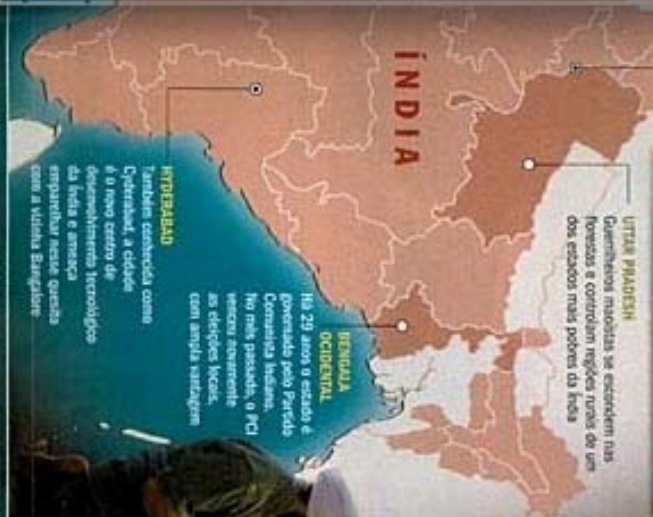 ÍNDIA
UTTAR PRADESH
Guerrilheiros maoístas se escondem nas
florestas e controlam regiões rurais de um
dos estados mais pobres da Índia
BENGALA
OCIDENTAL
Há 29 anos o estado é
governado pelo Partido
Comunista Indiano.
No mês passado, o PCI
venceu novamente
as eleições locais,
com ampla vantagem
HYDERABAD
Também conhecida como
Cyberabad, a cidade
é o novo centro de
desenvolvimento tecnológico
da Índia e ameaça
emparelhar nesse quesito
com a vizinha Bangalore